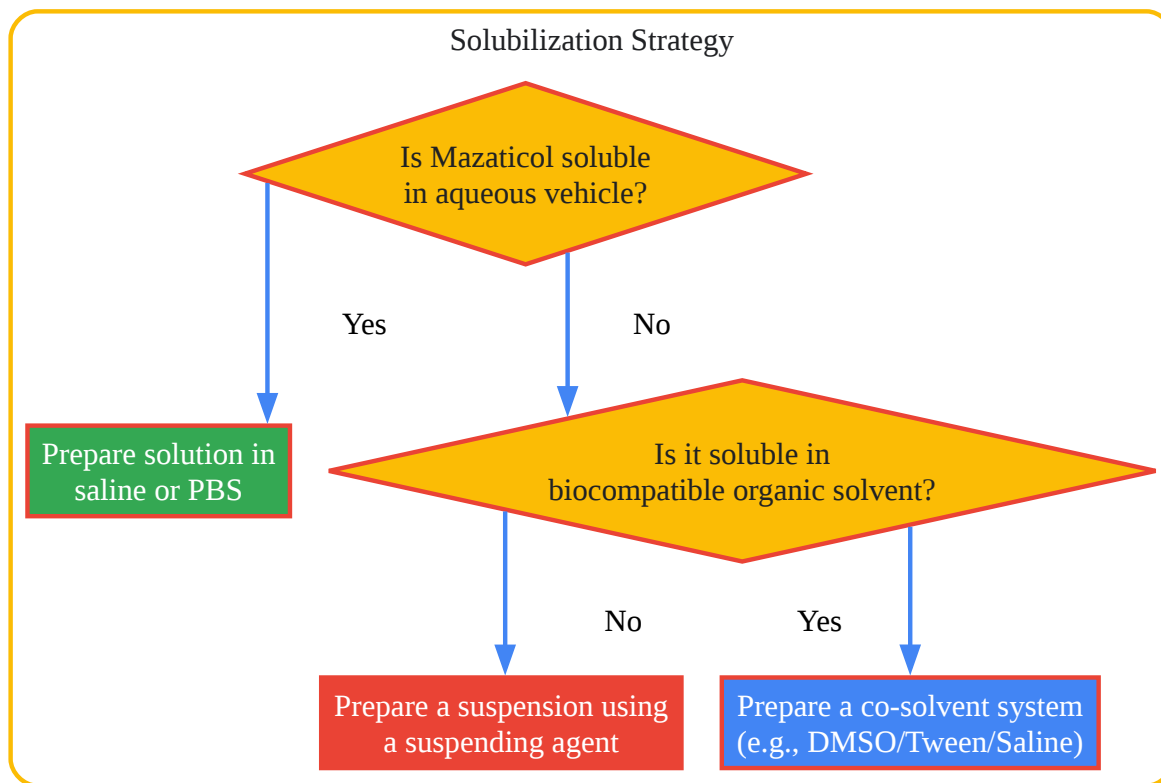 Solubilization Strategy
Is Mazaticol soluble
in aqueous vehicle?
Yes
No
Prepare solution in
saline or PBS
Is it soluble in
biocompatible organic solvent?
No
Yes
Prepare a suspension using
a suspending agent
Prepare a co-solvent system
(e.g., DMSO/Tween/Saline)